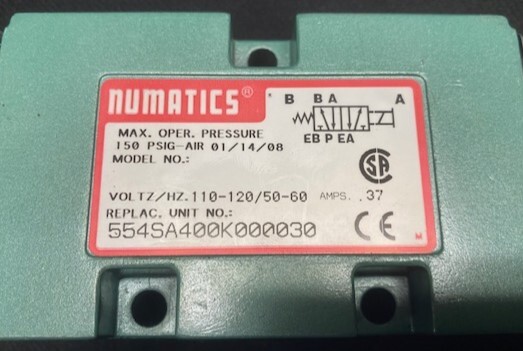 NUMATICS®
B B A A
EB P EA
MAX. OPER. PRESSURE
150 PSIG-AIR 01/14/08
MODEL NO.:
SA
VOLTZ/HZ. 110-120/50-60 AMPS. .37
REPLAC. UNIT NO.:
554SA400K000030 CE
M